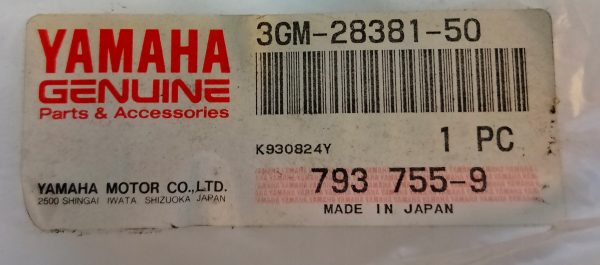 YAMAHA
GENUINE
Parts & Accessories
YAMAHA MOTOR CO.,LTD.
2500 SHINGAI IWATA SHIZUOKA JAPAN
3GM-28381-50
K930824Y
1 PC
793 755-9
MADE IN JAPAN